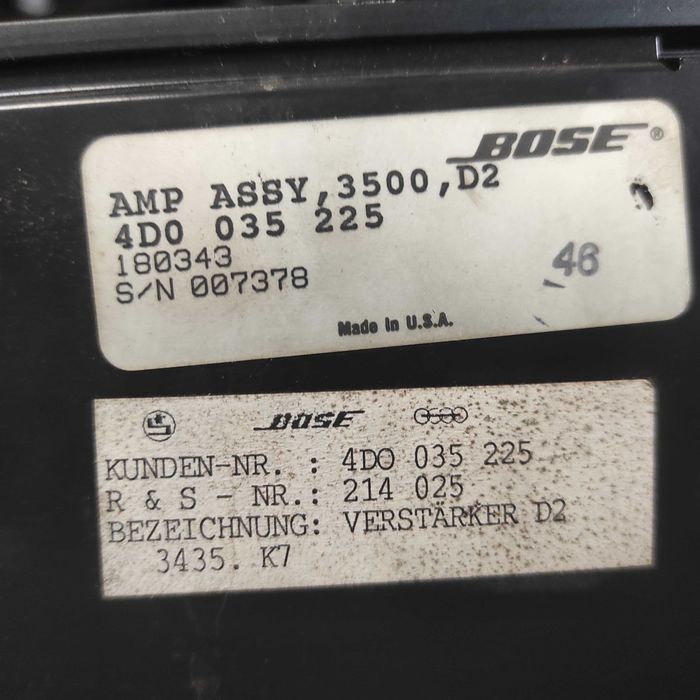 BOSE®
AMP ASSY,3500,D2
4D0 035 225
180343
S/N 007378
46
Made in U.S.A.
BOSE
KUNDEN-NR. : 4DO 035 225
R & S - NR.: 214 025
BEZEICHNUNG: VERSTÄRKER D2
3435. K7